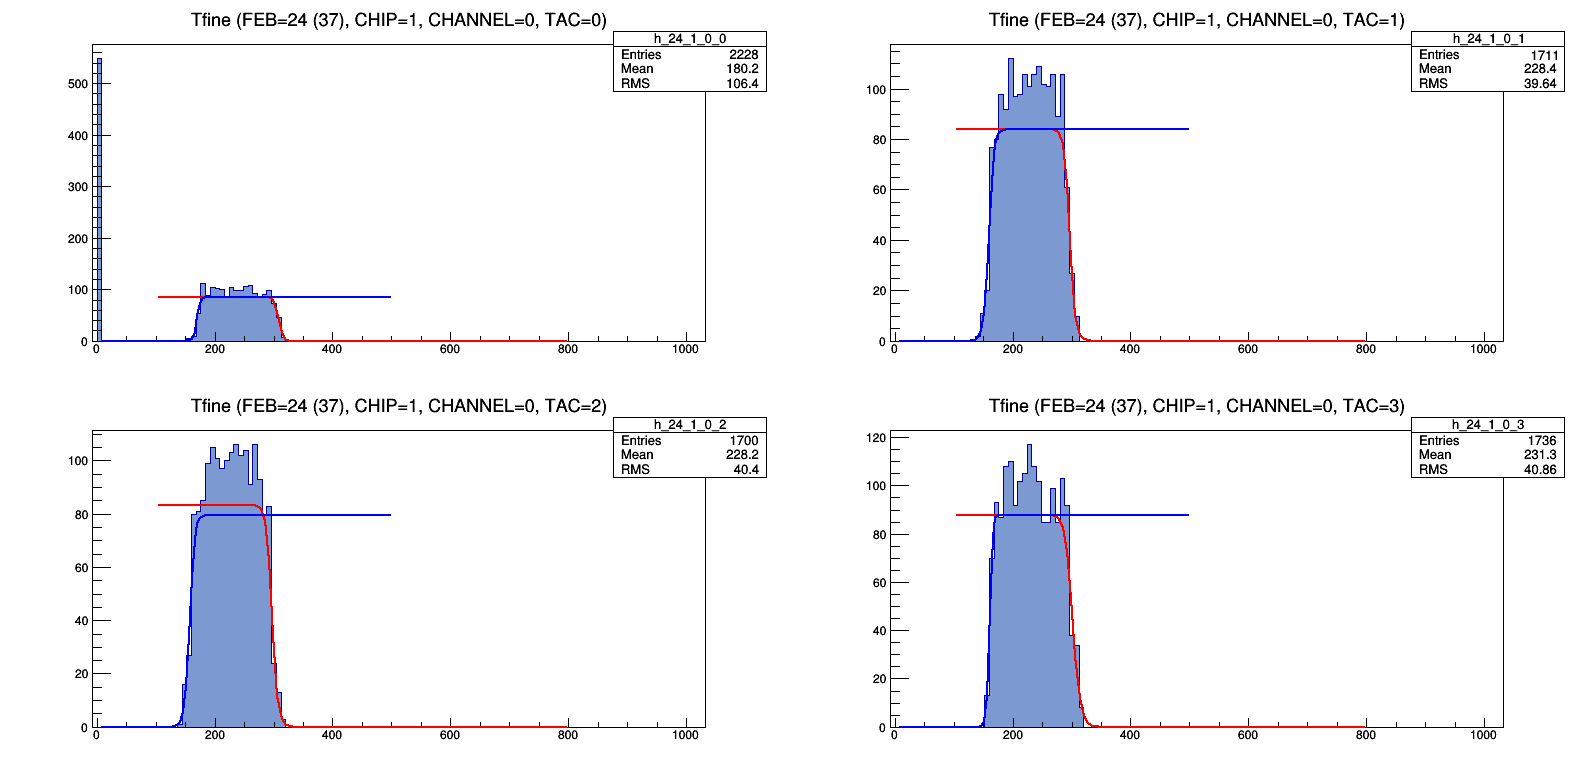 Tfine (FEB=24 (37), CHIP=1, CHANNEL=0, TAC=0)
h_24_1_0_0
Entries 2228
Mean 180.2
RMS 106.4
500
400
300
200
100
0
0 200 400 600 800 1000
Tfine (FEB=24 (37), CHIP=1, CHANNEL=0, TAC=1)
h_24_1_0_1
Entries 1711
Mean 228.4
RMS 39.64
100
80
60
40
20
0
0 200 400 600 800 1000
Tfine (FEB=24 (37), CHIP=1, CHANNEL=0, TAC=2)
h_24_1_0_2
Entries 1700
Mean 228.2
RMS 40.4
100
80
60
40
20
0
0 200 400 600 800 1000
Tfine (FEB=24 (37), CHIP=1, CHANNEL=0, TAC=3)
h_24_1_0_3
Entries 1736
Mean 231.3
RMS 40.86
120
100
80
60
40
20
0
0 200 400 600 800 1000